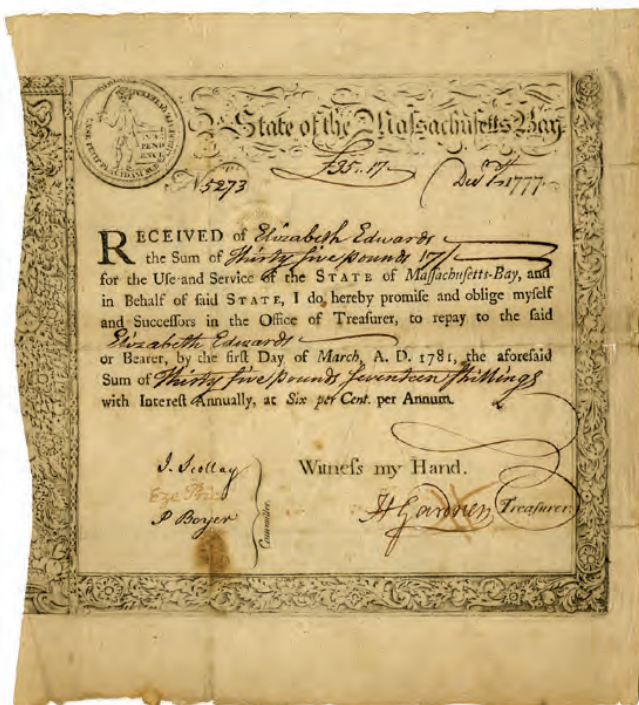 State of the Massachusetts-Bay.
£35..17..
No 5273
Decr 1st 1777.
INDEPENDENCE
RECEIVED of Elizabeth Edwards
the Sum of Thirty five pounds 17/
for the Use and Service of the STATE of Massachusetts-Bay, and
in Behalf of said STATE, I do hereby promise and oblige myself
and Successors in the Office of Treasurer, to repay to the said
Elizabeth Edwards
or Bearer, by the first Day of March, A. D. 1781, the aforesaid
Sum of Thirty five pounds Seventeen Shillings
with Interest Annually, at Six per Cent. per Annum.
Witness my Hand.
J. Scollay
Eze Price
P Boyer
Committee.
H Gardner Treasurer.